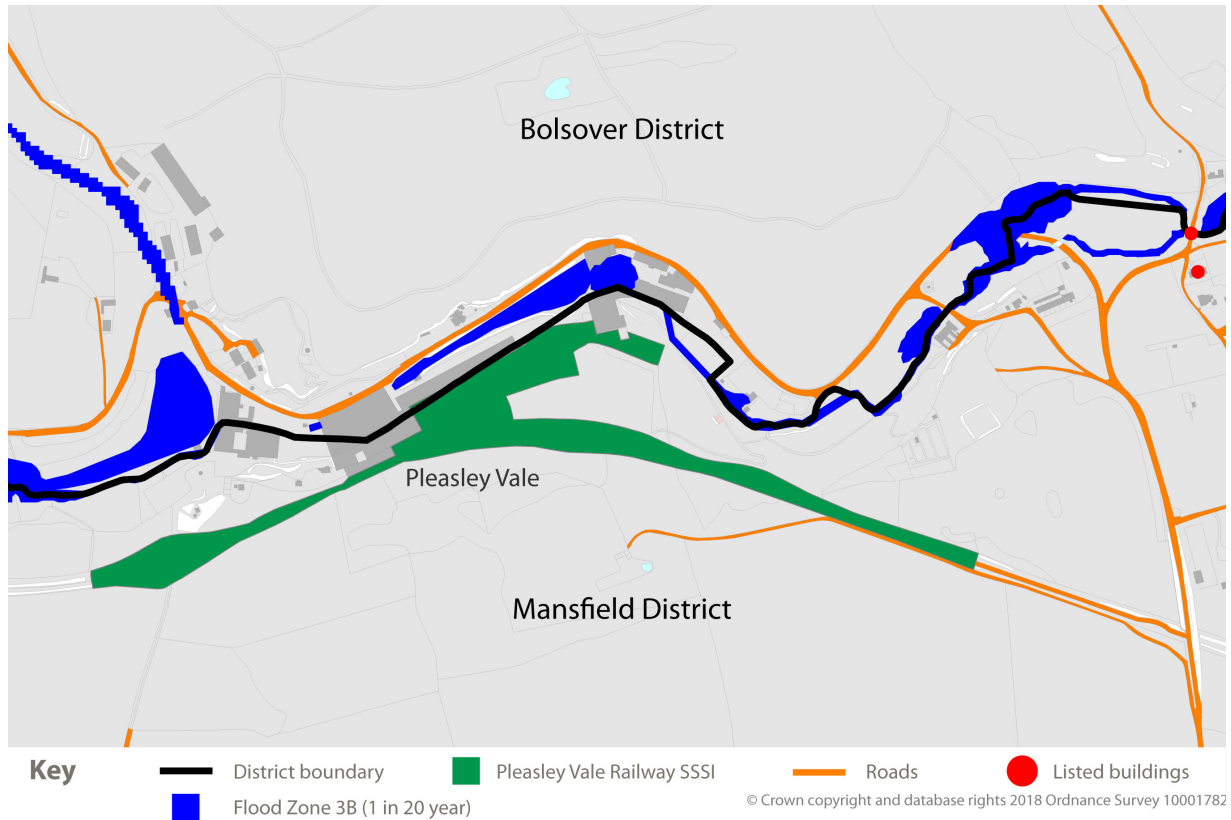 Bolsover District
Pleasley Vale
Mansfield District
Key
District boundary
Pleasley Vale Railway SSSI
Roads
Listed buildings
Flood Zone 3B (1 in 20 year)
© Crown copyright and database rights 2018 Ordnance Survey 10001782